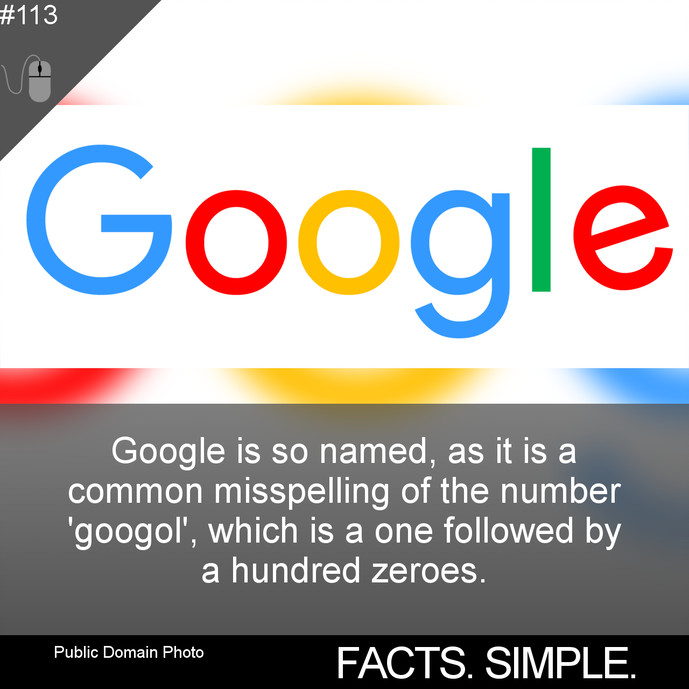 #113
Google
Google is so named, as it is a
common misspelling of the number
'googol', which is a one followed by
a hundred zeroes.
Public Domain Photo
FACTS. SIMPLE.